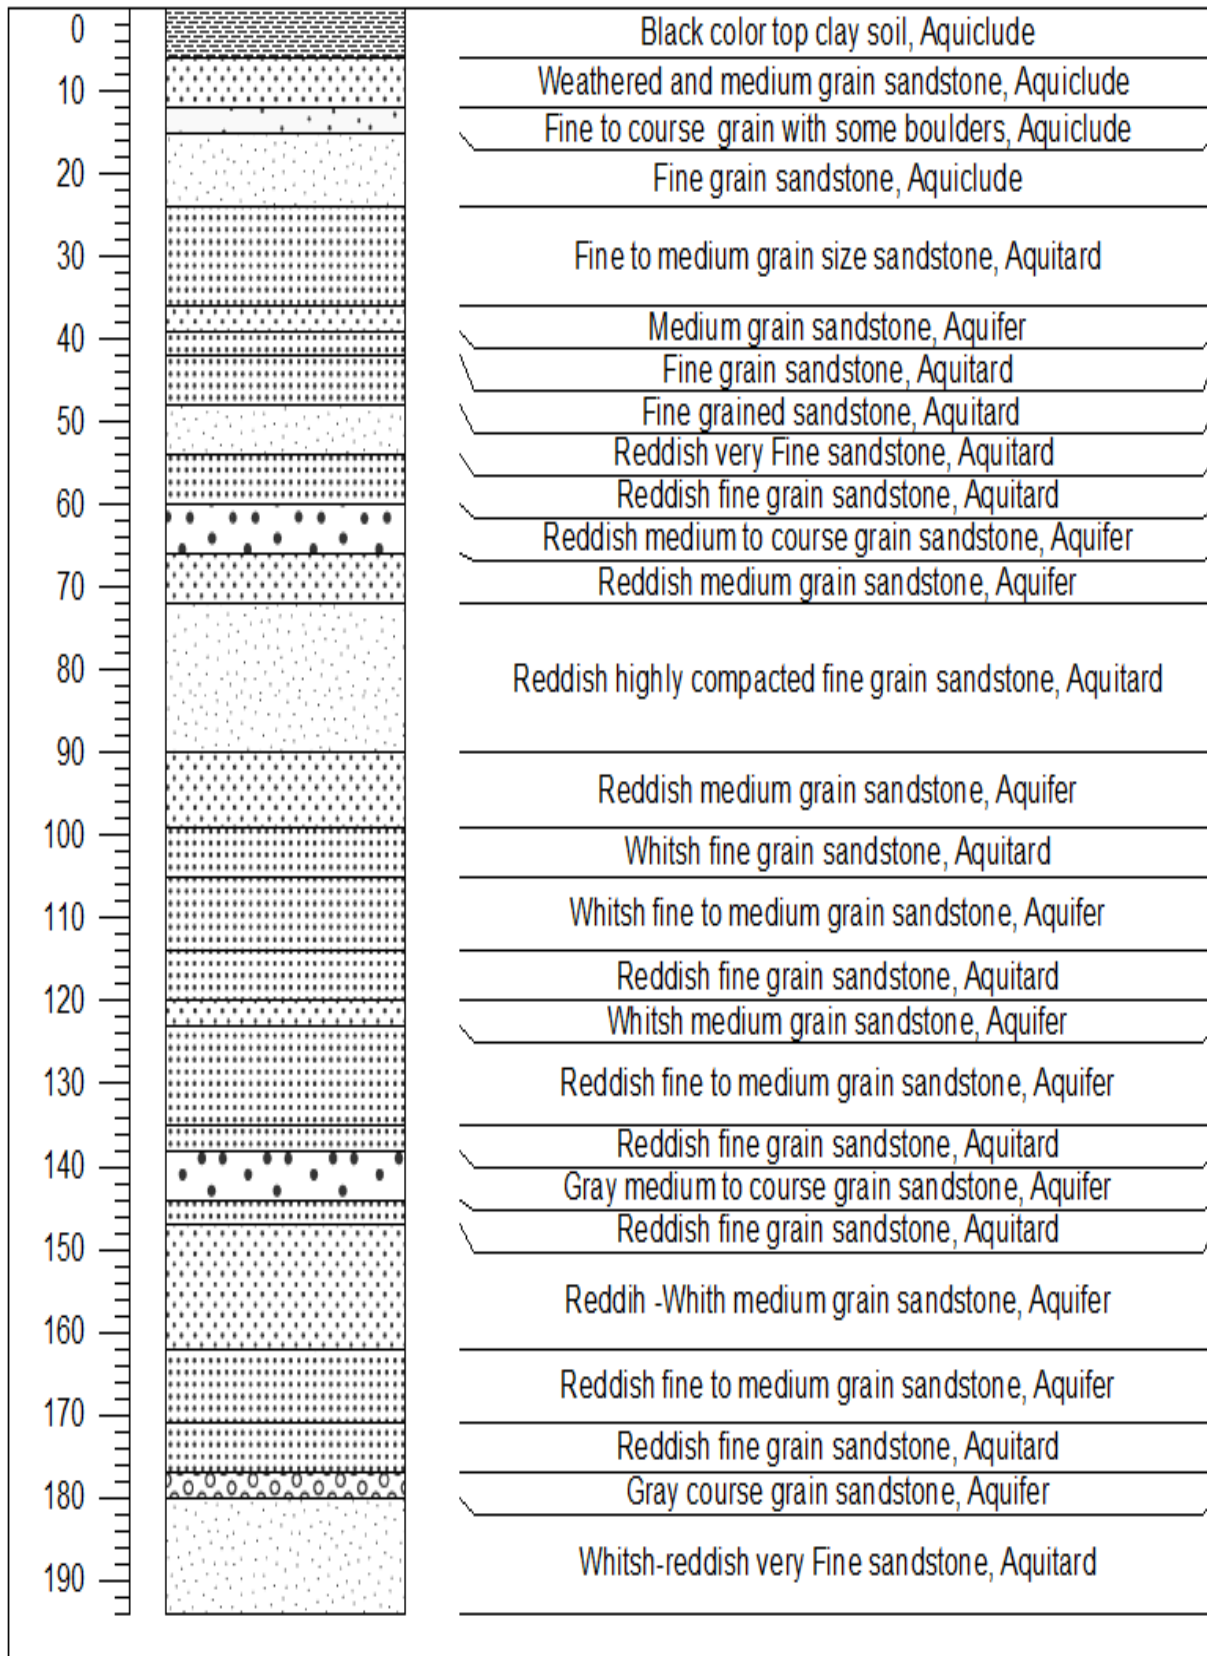 0
Black color top clay soil, Aquiclude
Weathered and medium grain sandstone, Aquiclude
10
Fine to course grain with some boulders, Aquiclude
20
Fine grain sandstone, Aquiclude
30
Fine to medium grain size sandstone, Aquitard
Medium grain sandstone, Aquifer
40
Fine grain sandstone, Aquitard
50
Fine grained sandstone, Aquitard
Reddish very Fine sandstone, Aquitard
60
Reddish fine grain sandstone, Aquitard
Reddish medium to course grain sandstone, Aquifer
70
Reddish medium grain sandstone, Aquifer
80
Reddish highly compacted fine grain sandstone, Aquitard
90
Reddish medium grain sandstone, Aquifer
100
Whitsh fine grain sandstone, Aquitard
110
Whitsh fine to medium grain sandstone, Aquifer
Reddish fine grain sandstone, Aquitard
120
Whitsh medium grain sandstone, Aquifer
130
Reddish fine to medium grain sandstone, Aquifer
Reddish fine grain sandstone, Aquitard
140
Gray medium to course grain sandstone, Aquifer
Reddish fine grain sandstone, Aquitard
150
Reddih -Whith medium grain sandstone, Aquifer
160
Reddish fine to medium grain sandstone, Aquifer
170
Reddish fine grain sandstone, Aquitard
180
Gray course grain sandstone, Aquifer
190
Whitsh-reddish very Fine sandstone, Aquitard